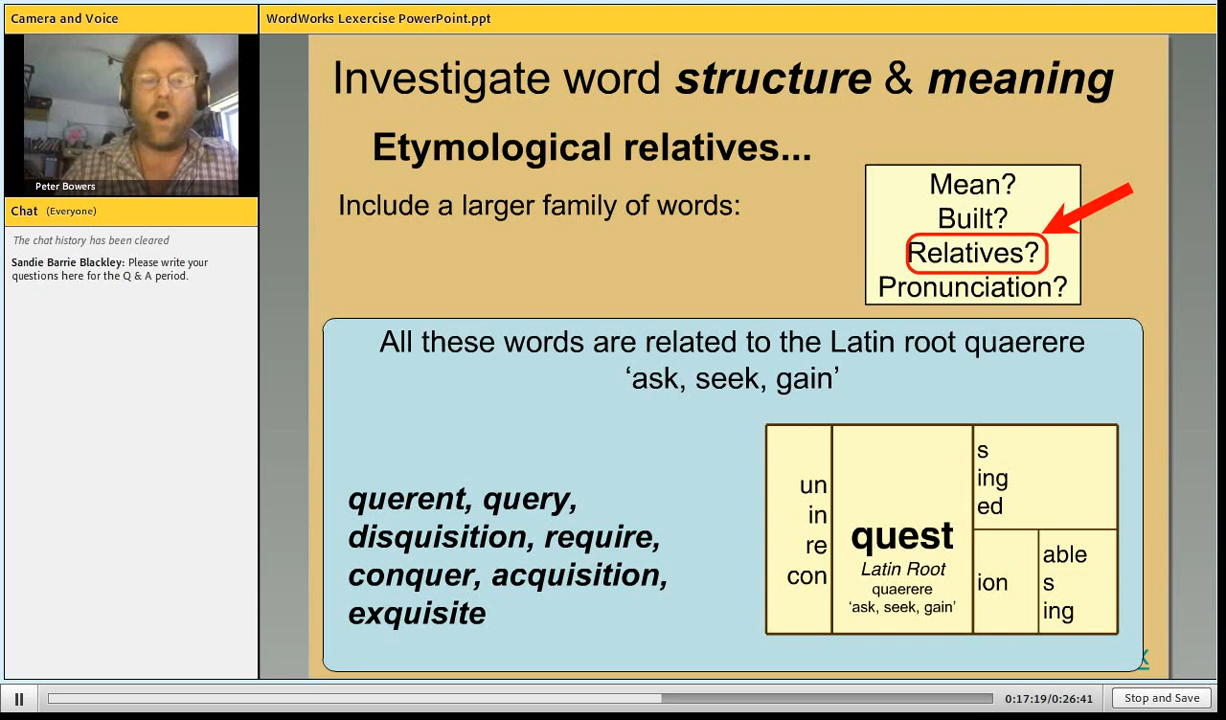 Camera and Voice
WordWorks Lexercise PowerPoint.ppt
Peter Bowers
Chat (Everyone)
The chat history has been cleared
Sandie Barrie Blackley: Please write your
questions here for the Q & A period.
Investigate word structure & meaning
Etymological relatives...
Include a larger family of words:
Mean?
Built?
Relatives?
Pronunciation?
All these words are related to the Latin root quaerere
‘ask, seek, gain’
querent, query,
disquisition, require,
conquer, acquisition,
exquisite
un
in
re
con
quest
Latin Root
quaerere
‘ask, seek, gain’
s
ing
ed
ion
able
s
ing
0:17:19/0:26:41
Stop and Save